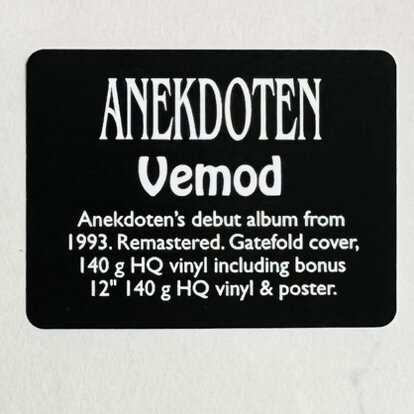 ANEKDOTEN
Vemod
Anekdoten's debut album from
1993. Remastered. Gatefold cover,
140 g HQ vinyl including bonus
12" 140 g HQ vinyl & poster.